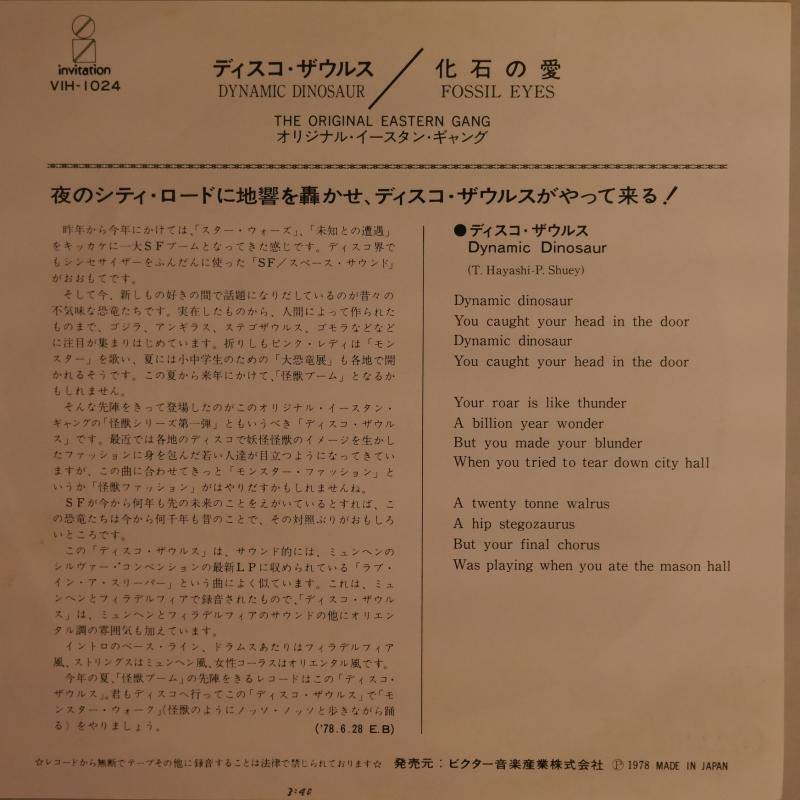 invitation
VIH-1024
ディスコ・ザウルス／化石の愛
DYNAMIC DINOSAUR FOSSIL EYES
THE ORIGINAL EASTERN GANG
オリジナル・イースタン・ギャング
夜のシティ・ロードに地響を轟かせ、ディスコ・ザウルスがやって来る！
昨年から今年にかけては、「スター・ウォーズ」、「未知との遭遇」
をキッカケに一大ＳＦブームとなってきた感じです。ディスコ界で
もシンセサイザーをふんだんに使った「SF／スペース・サウンド」
がおおもてです。
そして今、新しもの好きの間で話題になりだしているのが昔々の
不気味な恐竜たちです。実在したものから、人間によって作られた
ものまで、ゴジラ、アンギラス、ステゴザウルス、ゴモラなどなど
に注目が集まりはじめています。折りしもピンク・レディは「モン
スター」を歌い、夏には小中学生のための「大恐竜展」も各地で開
かれるそうです。この夏から来年にかけて、「怪獣ブーム」となるか
もしれません。
そんな先陣をきって登場したのがこのオリジナル・イースタン・
ギャングの「怪獣シリーズ第一弾」ともいうべき「ディスコ・ザウル
ス」です。最近では各地のディスコで妖怪怪獣のイメージを生かし
たファッションに身を包んだ若い人達が目立つようになってきてい
ますが、この曲に合わせてきっと「モンスター・ファッション」と
いうか「怪獣ファッション」がはやりだすかもしれませんね。
ＳＦが今から何年も先の未来のことをえがいているとすれば、こ
の恐竜たちは今から何千年も昔のことで、その対照ぶりがおもしろ
いところです。
この「ディスコ・ザウルス」は、サウンド的には、ミュンヘンの
シルヴァー・コンベンションの最新ＬＰに収められている「ラブ・
イン・ア・スリーパー」という曲によく似ています。これは、ミュ
ンヘンとフィラデルフィアで録音されたもので、「ディスコ・ザウル
ス」は、ミュンヘンとフィラデルフィアのサウンドの他にオリエン
タル調の雰囲気も加えています。
イントロのベース・ライン、ドラムスあたりはフィラデルフィア
風、ストリングスはミュンヘン風、女性コーラスはオリエンタル風です。
今年の夏、「怪獣ブーム」の先陣をきるレコードはこの「ディスコ・
ザウルス」。君もディスコへ行ってこの「ディスコ・ザウルス」で「モ
ンスター・ウォーク」（怪獣のようにノッソ・ノッソと歩きながら踊
る）をやりましょう。 ('78.6.28 E.B)
●ディスコ・ザウルス
Dynamic Dinosaur
(T. Hayashi-P. Shuey)
Dynamic dinosaur
You caught your head in the door
Dynamic dinosaur
You caught your head in the door
Your roar is like thunder
A billion year wonder
But you made your blunder
When you tried to tear down city hall
A twenty tonne walrus
A hip stegozaurus
But your final chorus
Was playing when you ate the mason hall
☆レコードから無断でテープその他に録音することは法律で禁じられております☆ 発売元：ビクター音楽産業株式会社 Ⓟ 1978 MADE IN JAPAN
3:40